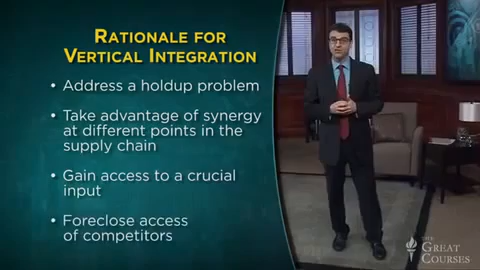 RATIONALE FOR
VERTICAL INTEGRATION
• Address a holdup problem
• Take advantage of synergy
at different points in the
supply chain
• Gain access to a crucial
input
• Foreclose access
of competitors
THE
GREAT
COURSES